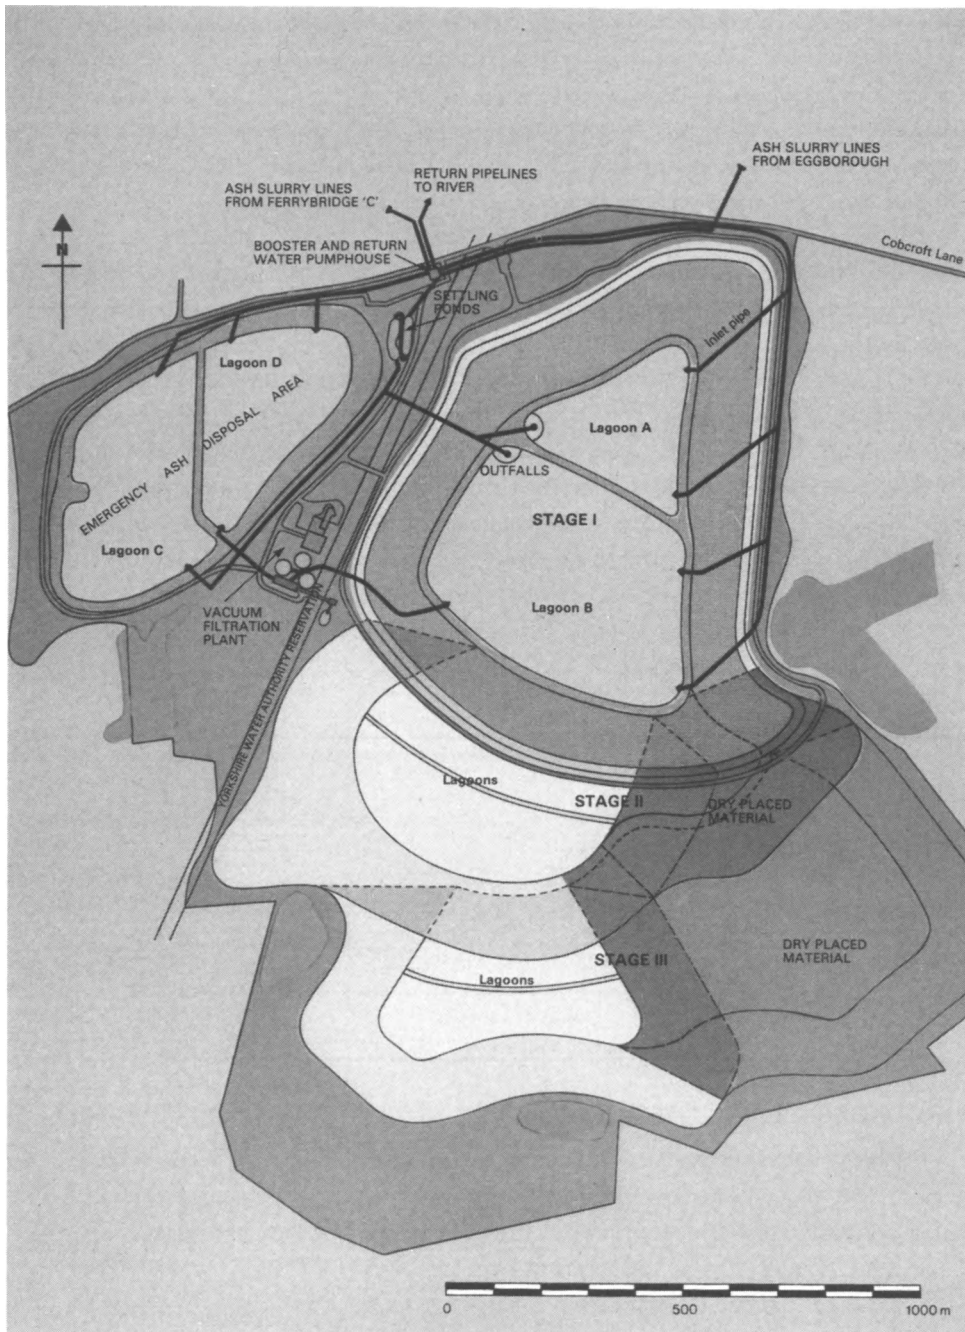 ASH SLURRY LINES
FROM EGGBOROUGH
RETURN PIPELINES
TO RIVER
ASH SLURRY LINES
FROM FERRYBRIDGE 'C'
N
BOOSTER AND RETURN
WATER PUMPHOUSE
Cobcroft Lane
SETTLING
PONDS
Inlet pipe
Lagoon D
EMERGENCY ASH DISPOSAL AREA
Lagoon A
OUTFALLS
STAGE I
Lagoon C
Lagoon B
VACUUM
FILTRATION
PLANT
YORKSHIRE WATER AUTHORITY RESERVATION
Lagoons
STAGE II
DRY PLACED
MATERIAL
DRY PLACED
MATERIAL
STAGE III
Lagoons
0 500 1000 m